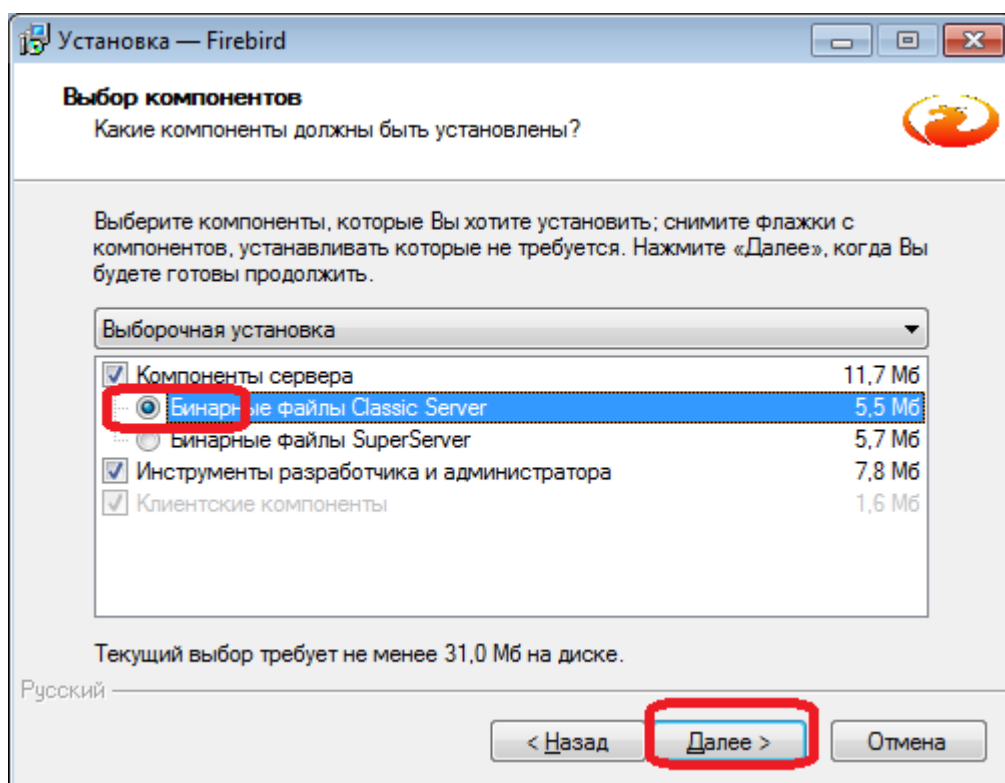 Установка — Firebird
Выбор компонентов
Какие компоненты должны быть установлены?
Выберите компоненты, которые Вы хотите установить; снимите флажки с
компонентов, устанавливать которые не требуется. Нажмите «Далее», когда Вы
будете готовы продолжить.
Выборочная установка
Компоненты сервера 11,7 Мб
Бинарные файлы Classic Server 5,5 Мб
Бинарные файлы SuperServer 5,7 Мб
Инструменты разработчика и администратора 7,8 Мб
Клиентские компоненты 1,6 Мб
Текущий выбор требует не менее 31,0 Мб на диске.
Русский
< Назад Далее > Отмена